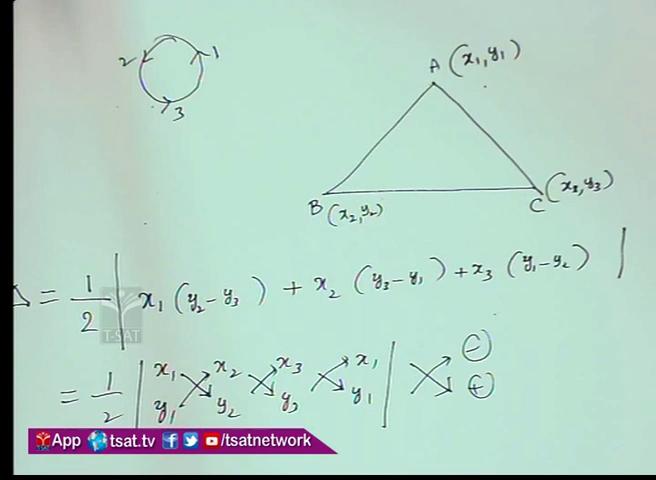 1
2
3
A (x₁, y₁)
B (x₂, y₂)
C (x₃, y₃)
Δ = 1/2 | x₁ (y₂ - y₃) + x₂ (y₃ - y₁) + x₃ (y₁ - y₂) |
T-SAT
= 1/2 | x₁ x₂ x₃ x₁ | ⊖
y₁ y₂ y₃ y₁ ⊕
App tsat.tv /tsatnetwork